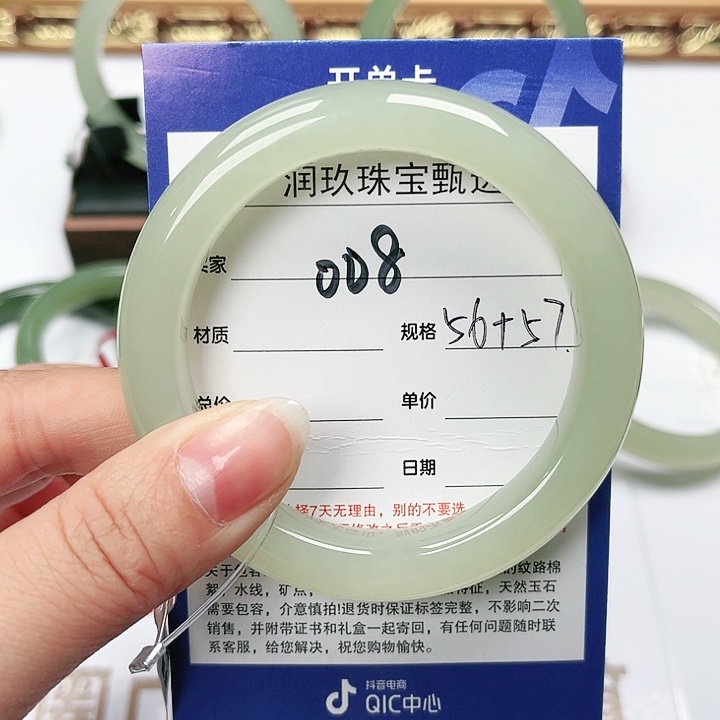 开单卡
润玖珠宝甄选
卖家 008
材质 规格 56+57
总价 单价
日期
择7天无理由，别的不要选
的纹路棉
絮，水线，矿点，
特征，天然玉石
需要包容，介意慎拍!退货时保证标签完整，不影响二次
销售，并附带证书和礼盒一起寄回，有任何问题随时联
系客服，给您解决，祝您购物愉快。
抖音电商
QIC中心